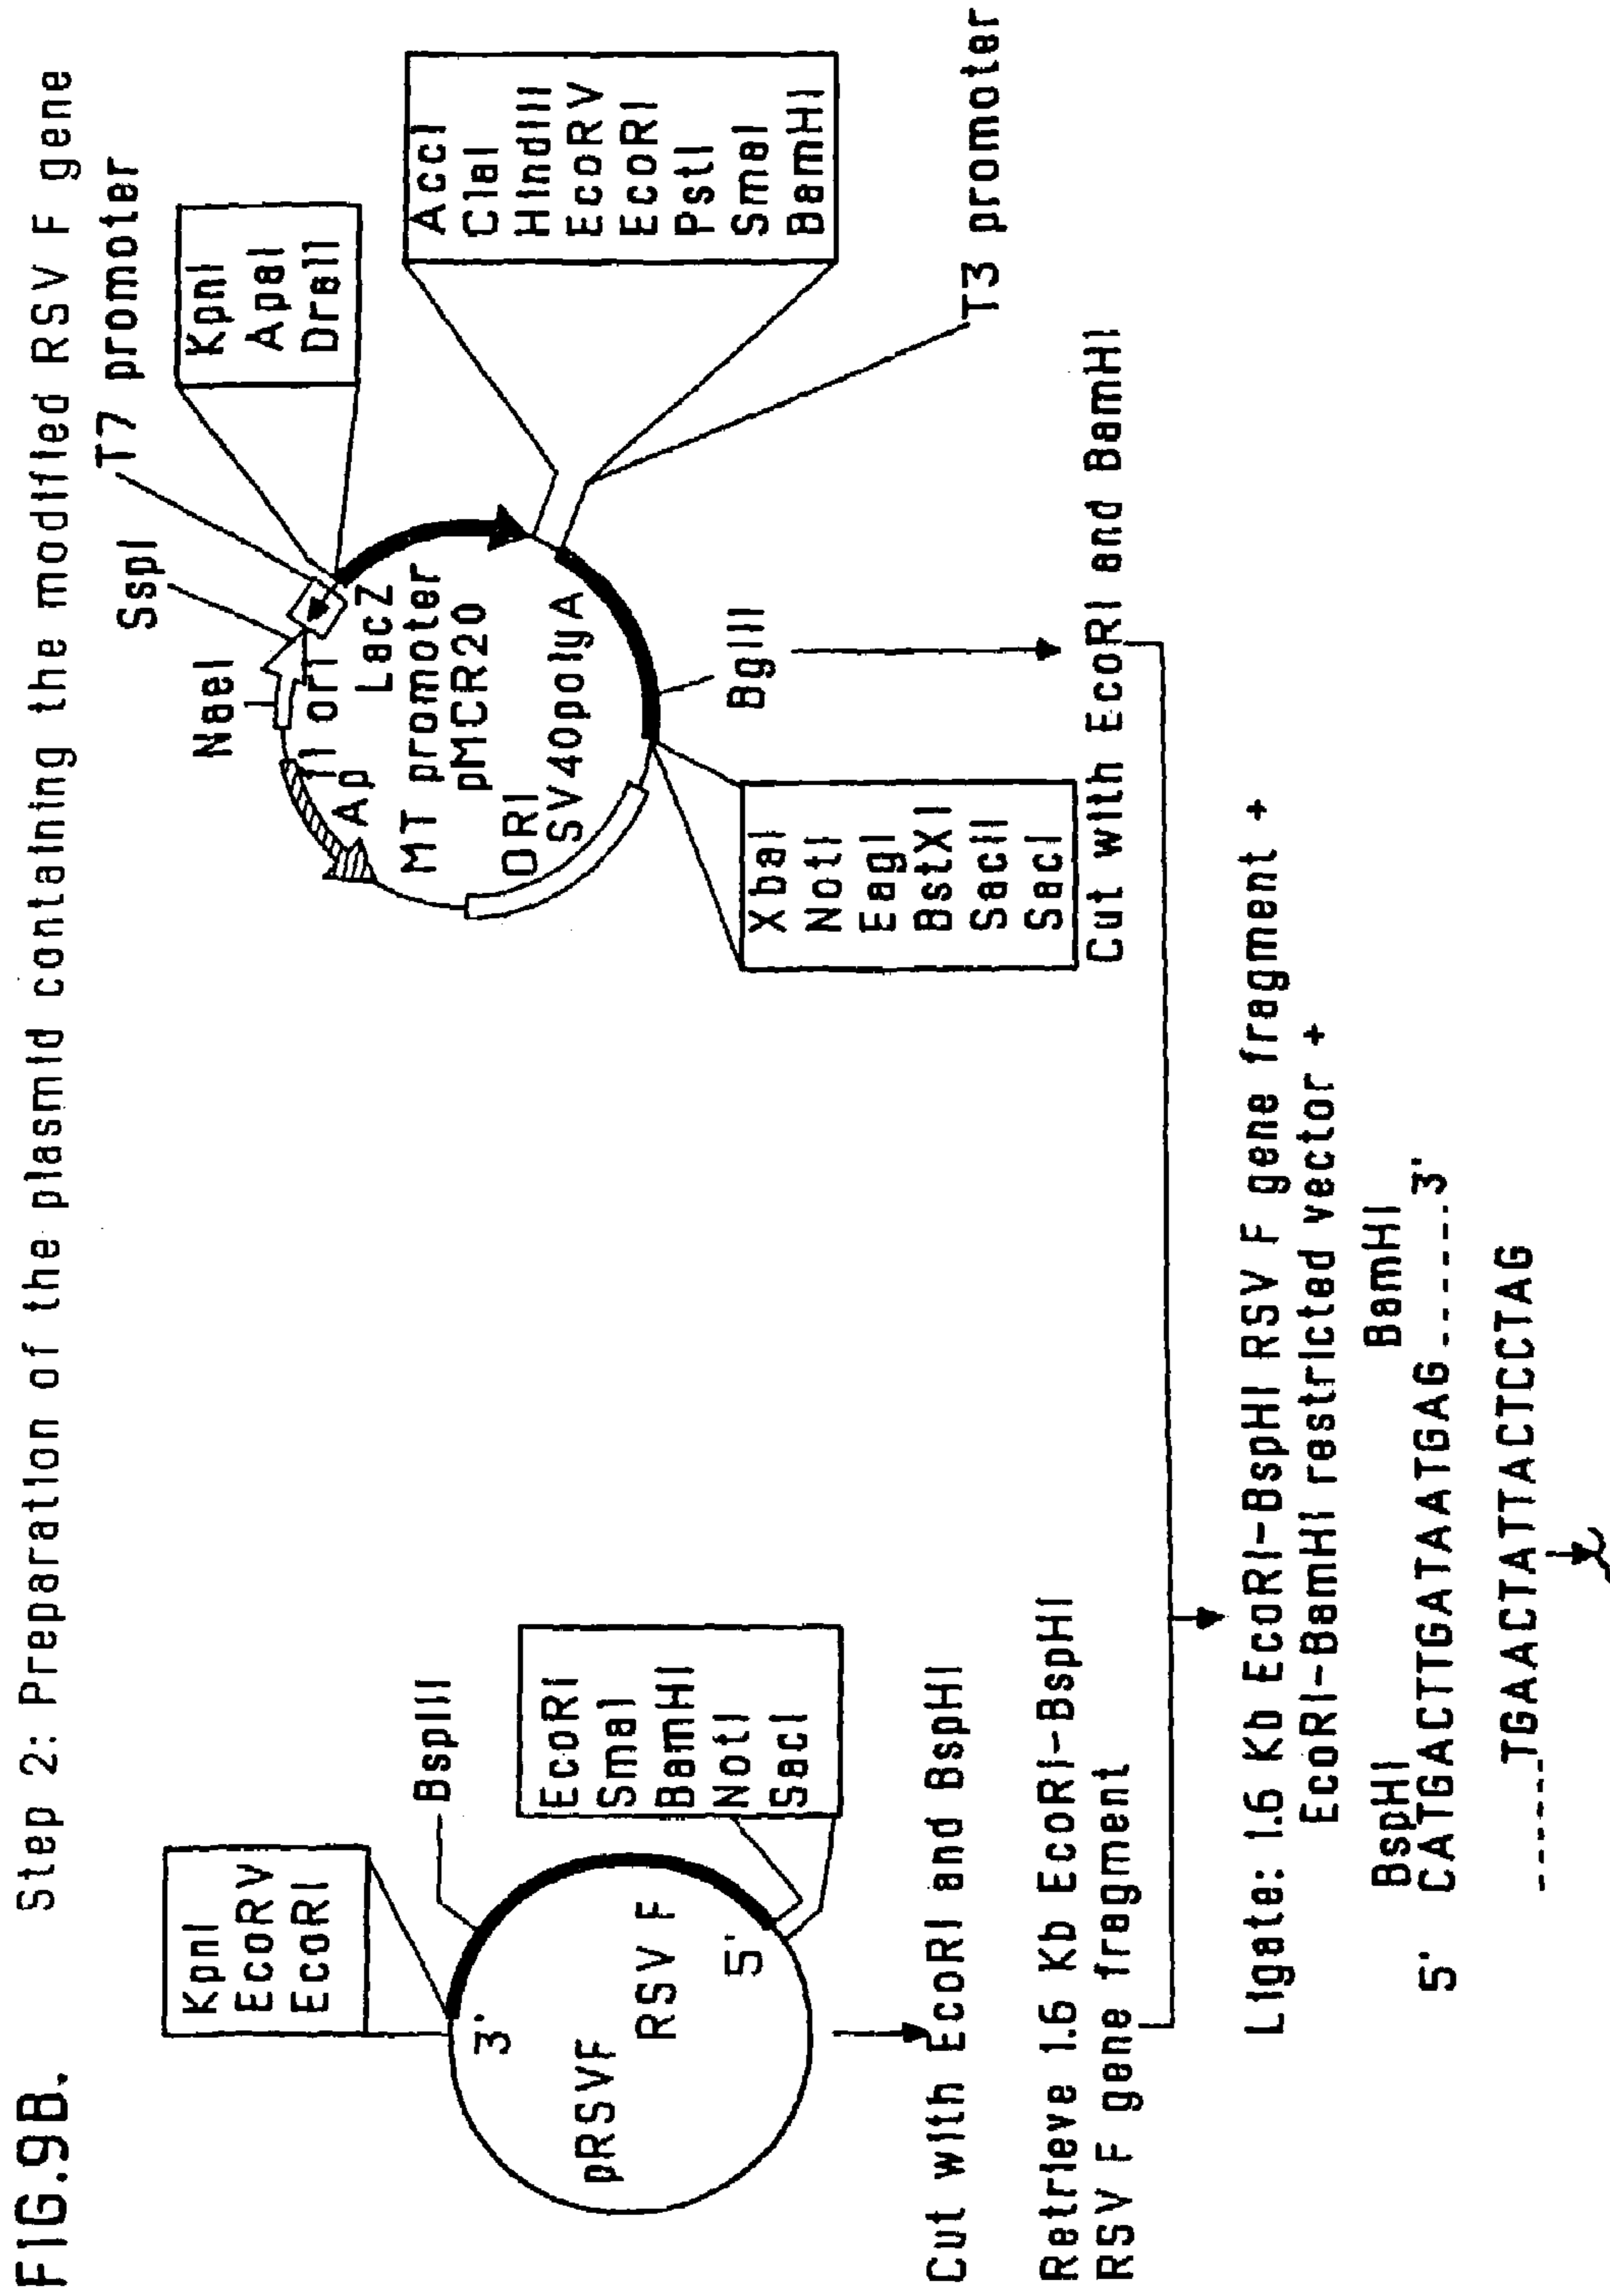 FIG.9B.
Step 2: Preparation of the plasmid containing the modified RSV F gene
KpnI
EcoRV
EcoRI
BspIII
EcoRI
SmaI
BamHI
NotI
SacI
3'
pRSVF
RSV F
5'
Cut with EcoRI and BspHI
Retrieve 1.6 Kb EcoRI-BspHI
RSV F gene fragment
T7 promoter
SspI
NaeI
KpnI
ApaI
DraII
f1 ori
Ap
LacZ
MT promoter
pMCR20
ORI
SV40polyA
AccI
ClaI
HindIII
EcoRV
EcoRI
PstI
SmaI
BamHI
T3 promoter
BglII
XbaI
NotI
EagI
BstXI
SacII
SacI
Cut with EcoRI and BamHI
Ligate: 1.6 Kb EcoRI-BspHI RSV F gene fragment +
EcoRI-BamHI restricted vector +
BspHI BamHI
5' CATGACTTGATAATGAG------3'
------TGAACTATTACTCCTAG